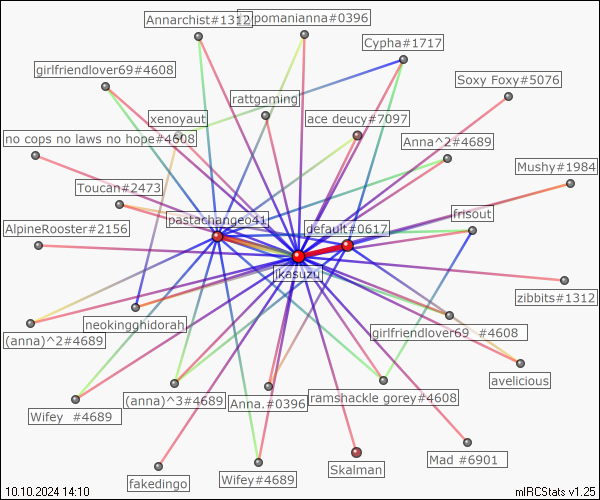 Annarchist#1312
ypomanianna#0396
Cypha#1717
girlfriendlover69#4608
Soxy Foxy#5076
rattgaming
xenoyaut
ace deucy#7097
no cops no laws no hope#4608
Anna^2#4689
Mushy#1984
Toucan#2473
pastachangeo41
frisout
AlpineRooster#2156
default#0617
jkasuzu
zibbits#1312
neokingghidorah
girlfriendlover69 #4608
(anna)^2#4689
avelicious
(anna)^3#4689
Anna.#0396
ramshackle gorey#4608
Wifey #4689
Mad #6901
Skalman
fakedingo
Wifey#4689
10.10.2024 14:10
mIRCStats v1.25